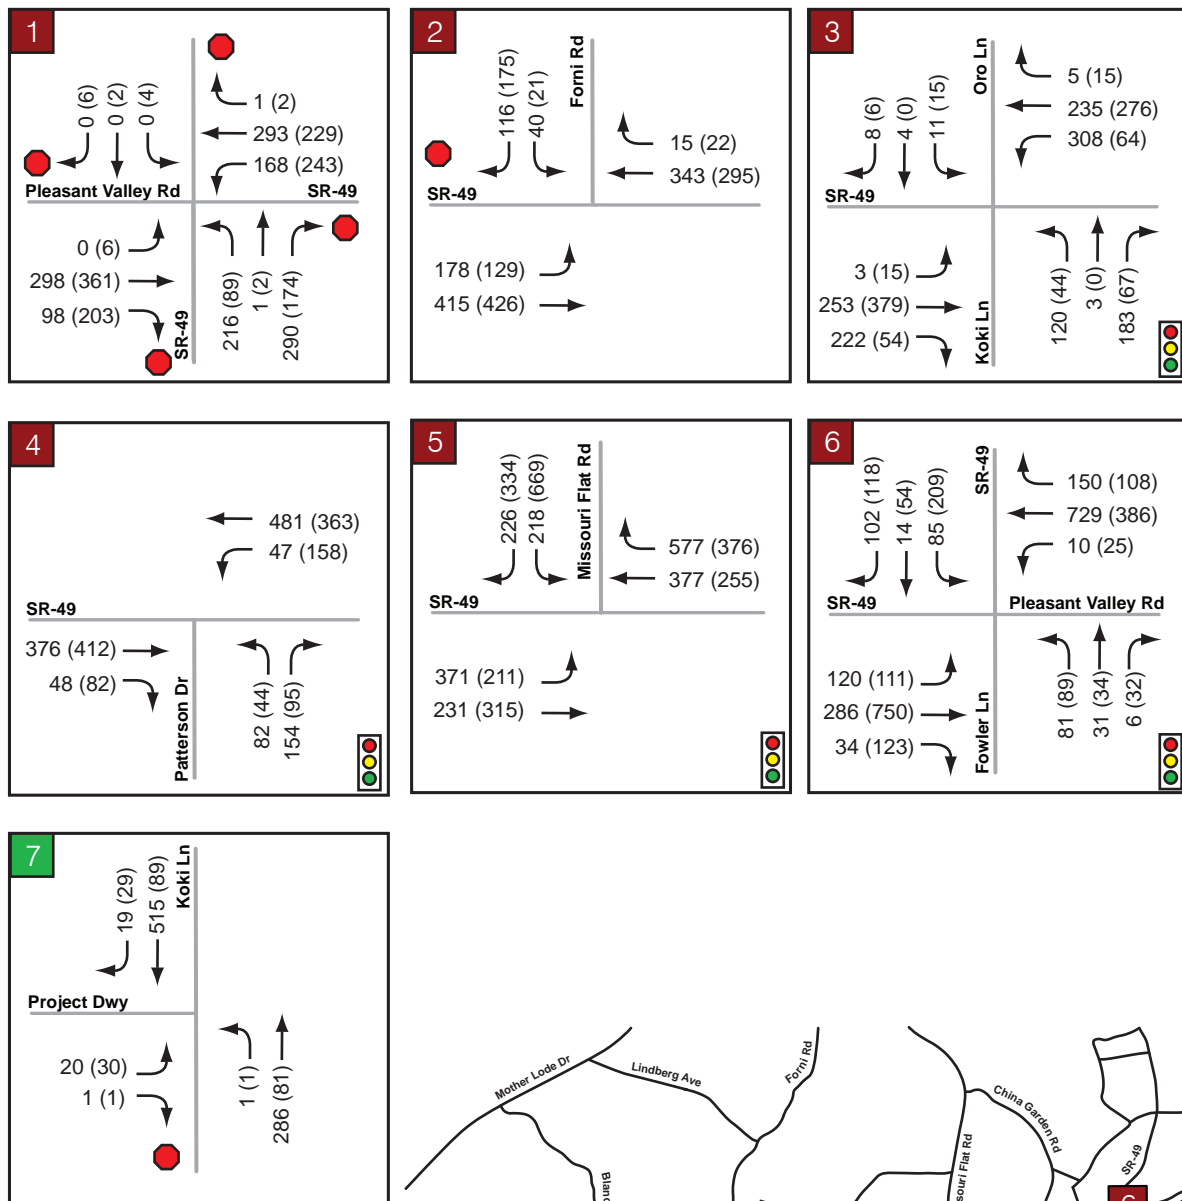 1
0 (6)
0 (2)
0 (4)
1 (2)
293 (229)
168 (243)
Pleasant Valley Rd
SR-49
0 (6)
298 (361)
98 (203)
SR-49
216 (89)
1 (2)
290 (174)
2
116 (175)
40 (21)
Forni Rd
15 (22)
343 (295)
SR-49
178 (129)
415 (426)
3
8 (6)
4 (0)
11 (15)
Oro Ln
5 (15)
235 (276)
308 (64)
SR-49
3 (15)
253 (379)
222 (54)
Koki Ln
120 (44)
3 (0)
183 (67)
4
481 (363)
47 (158)
SR-49
376 (412)
48 (82)
Patterson Dr
82 (44)
154 (95)
5
226 (334)
218 (669)
Missouri Flat Rd
577 (376)
377 (255)
SR-49
371 (211)
231 (315)
6
102 (118)
14 (54)
85 (209)
SR-49
150 (108)
729 (386)
10 (25)
SR-49
Pleasant Valley Rd
120 (111)
286 (750)
34 (123)
Fowler Ln
81 (89)
31 (34)
6 (32)
7
19 (29)
515 (89)
Koki Ln
Project Dwy
20 (30)
1 (1)
1 (1)
286 (81)
Mother Lode Dr
Lindberg Ave
Forni Rd
China Garden Rd
Flat Rd
SR-49
6